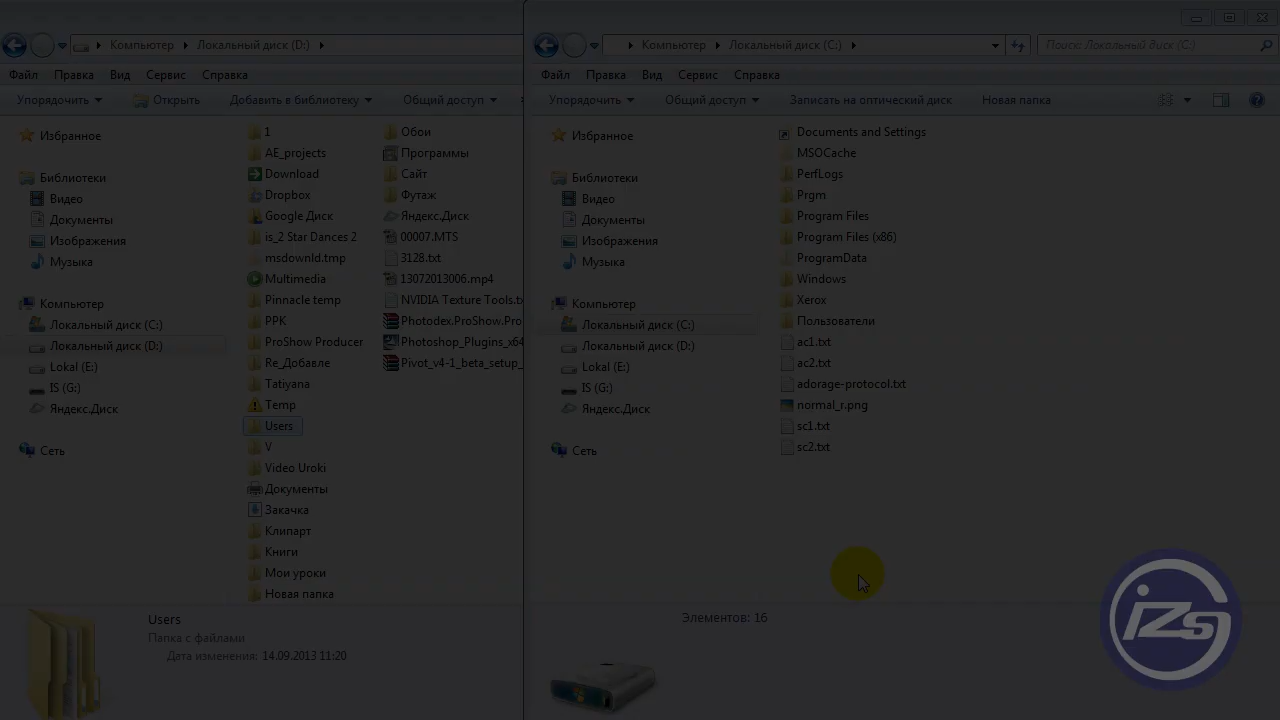 Компьютер ▸ Локальный диск (D:) ▸
Файл Правка Вид Сервис Справка
Упорядочить Открыть Добавить в библиотеку Общий доступ
Избранное
Библиотеки
Видео
Документы
Изображения
Музыка
Компьютер
Локальный диск (C:)
Локальный диск (D:)
Lokal (E:)
IS (G:)
Яндекс.Диск
Сеть
1
AE_projects
Download
Dropbox
Google Диск
is_2 Star Dances 2
msdownld.tmp
Multimedia
Pinnacle temp
PPK
ProShow Producer
Re_Добавле
Tatiyana
Temp
Users
V
Video Uroki
Документы
Закачка
Клипарт
Книги
Мои уроки
Новая папка
Обои
Программы
Сайт
Футаж
Яндекс.Диск
00007.MTS
3128.txt
13072013006.mp4
NVIDIA Texture Tools.b
Photodex.ProShow.Pro
Photoshop_Plugins_x64
Pivot_v4-1_beta_setup_
Users
Папка с файлами
Дата изменения: 14.09.2013 11:20
Компьютер ▸ Локальный диск (C:) ▸
Поиск: Локальный диск (C:)
Файл Правка Вид Сервис Справка
Упорядочить Общий доступ Записать на оптический диск Новая папка
Избранное
Библиотеки
Видео
Документы
Изображения
Музыка
Компьютер
Локальный диск (C:)
Локальный диск (D:)
Lokal (E:)
IS (G:)
Яндекс.Диск
Сеть
Documents and Settings
MSOCache
PerfLogs
Prgm
Program Files
Program Files (x86)
ProgramData
Windows
Xerox
Пользователи
ac1.txt
ac2.txt
adorage-protocol.txt
normal_r.png
sc1.txt
sc2.txt
Элементов: 16
iZS